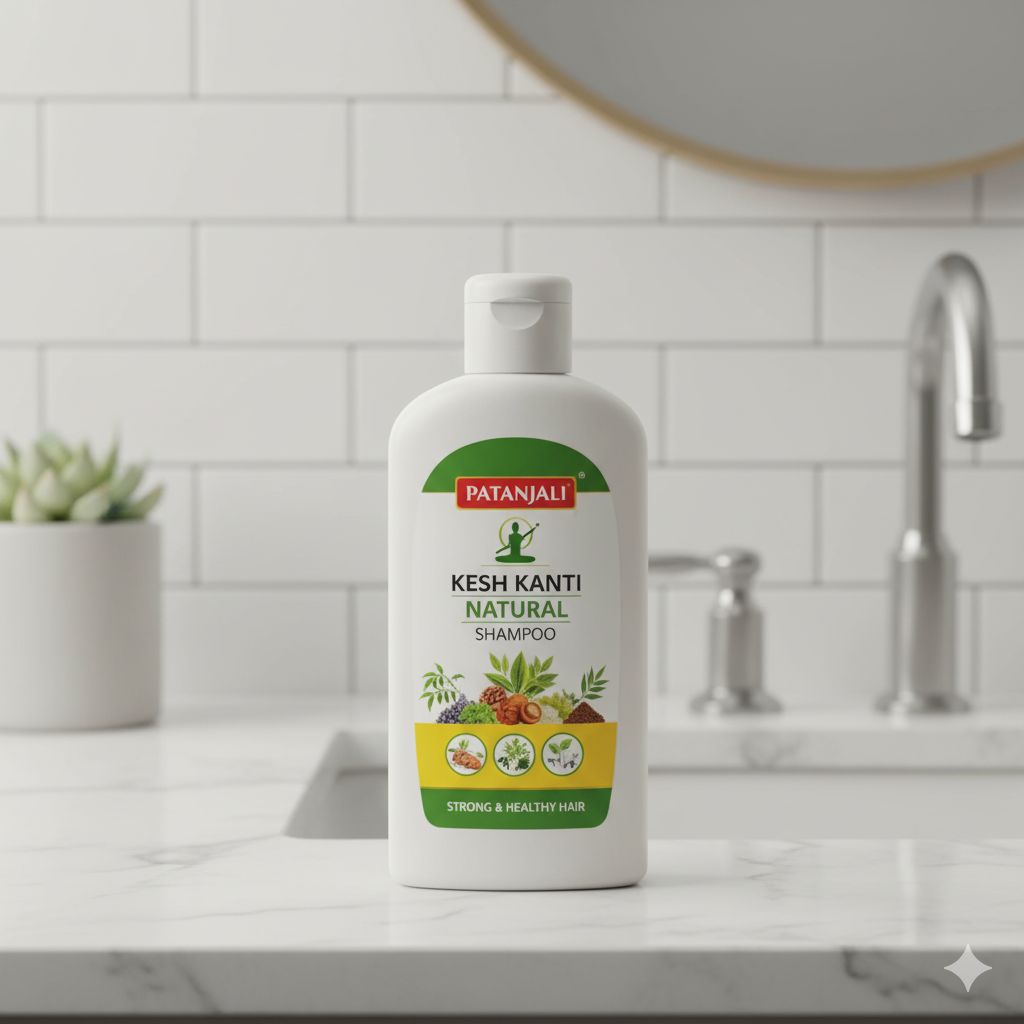 PATANJALI®
KESH KANTI
NATURAL
SHAMPOO
STRONG & HEALTHY HAIR